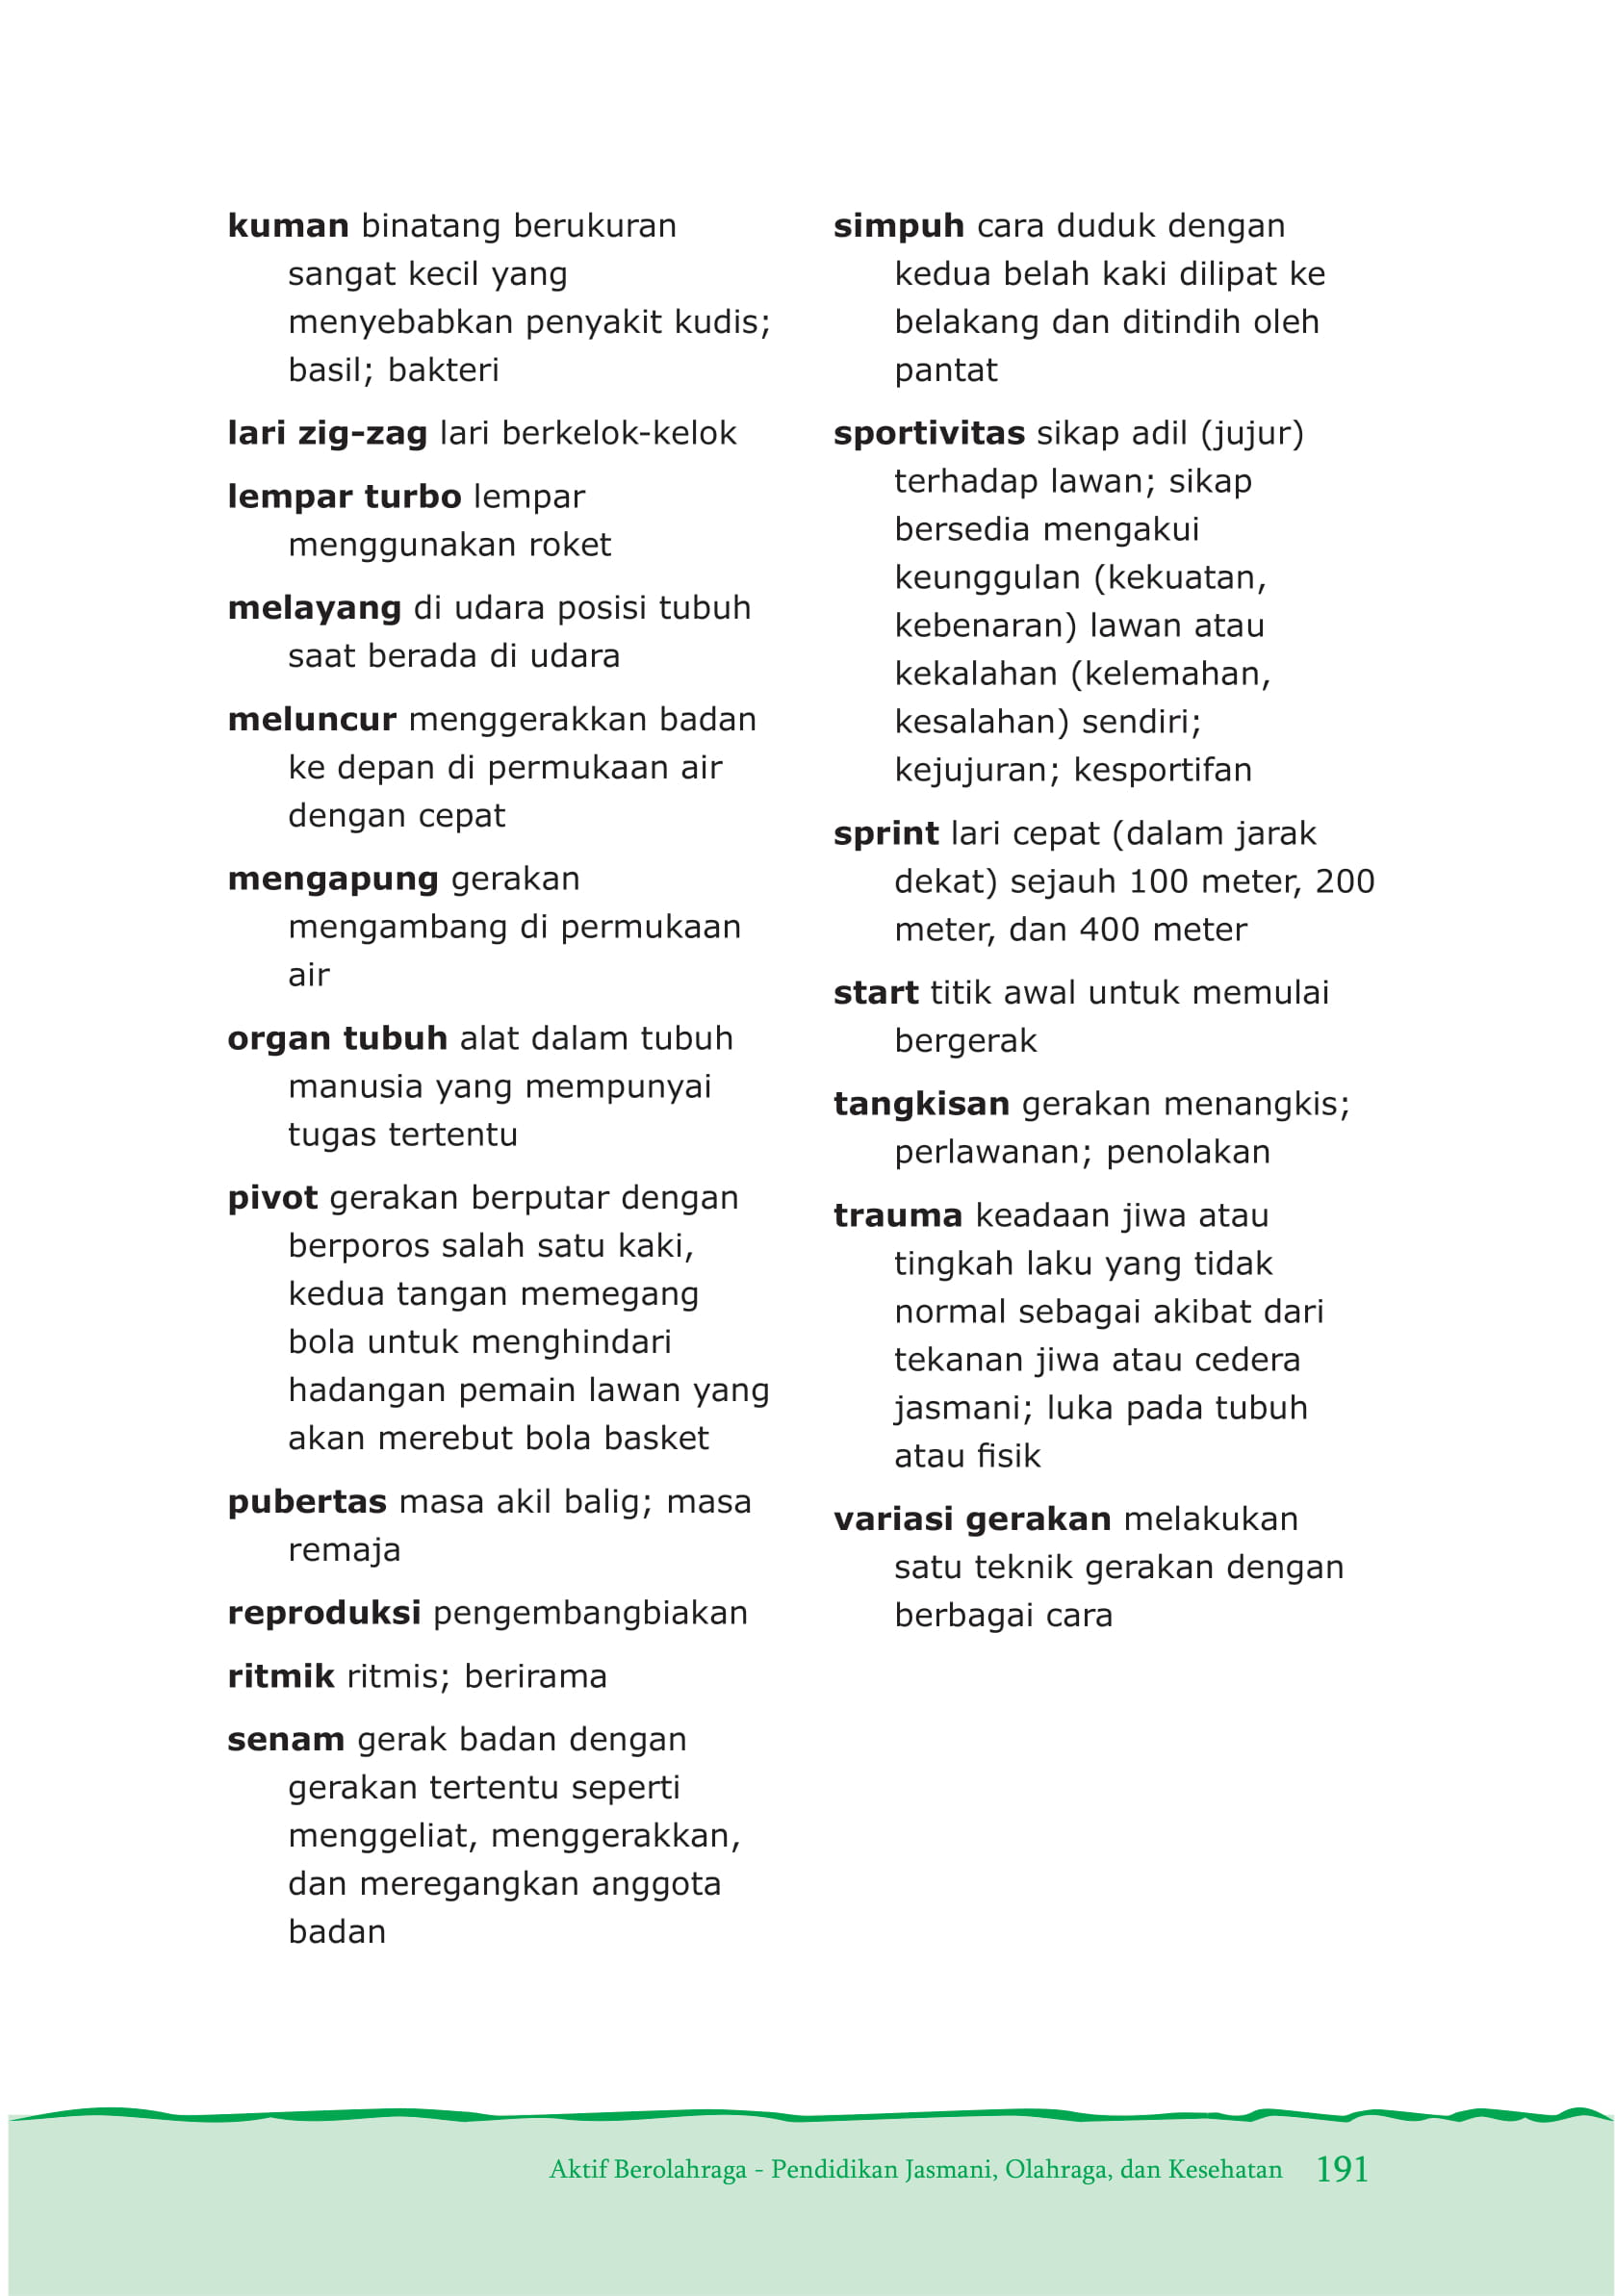 kuman binatang berukuran
sangat kecil yang
menyebabkan penyakit kudis;
basil; bakteri
lari zig-zag lari berkelok-kelok
lempar turbo lempar
menggunakan roket
melayang di udara posisi tubuh
saat berada di udara
meluncur menggerakkan badan
ke depan di permukaan air
dengan cepat
mengapung gerakan
mengambang di permukaan
air
organ tubuh alat dalam tubuh
manusia yang mempunyai
tugas tertentu
pivot gerakan berputar dengan
berporos salah satu kaki,
kedua tangan memegang
bola untuk menghindari
hadangan pemain lawan yang
akan merebut bola basket
pubertas masa akil balig; masa
remaja
reproduksi pengembangbiakan
ritmik ritmis; berirama
senam gerak badan dengan
gerakan tertentu seperti
menggeliat, menggerakkan,
dan meregangkan anggota
badan
simpuh cara duduk dengan
kedua belah kaki dilipat ke
belakang dan ditindih oleh
pantat
sportivitas sikap adil (jujur)
terhadap lawan; sikap
bersedia mengakui
keunggulan (kekuatan,
kebenaran) lawan atau
kekalahan (kelemahan,
kesalahan) sendiri;
kejujuran; kesportifan
sprint lari cepat (dalam jarak
dekat) sejauh 100 meter, 200
meter, dan 400 meter
start titik awal untuk memulai
bergerak
tangkisan gerakan menangkis;
perlawanan; penolakan
trauma keadaan jiwa atau
tingkah laku yang tidak
normal sebagai akibat dari
tekanan jiwa atau cedera
jasmani; luka pada tubuh
atau fisik
variasi gerakan melakukan
satu teknik gerakan dengan
berbagai cara
Aktif Berolahraga - Pendidikan Jasmani, Olahraga, dan Kesehatan 191